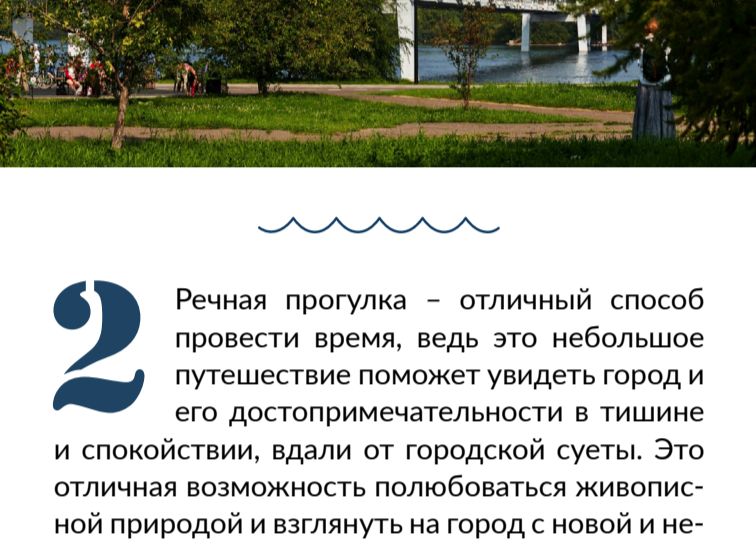 2
Речная прогулка – отличный способ
провести время, ведь это небольшое
путешествие поможет увидеть город и
его достопримечательности в тишине
и спокойствии, вдали от городской суеты. Это
отличная возможность полюбоваться живопис-
ной природой и взглянуть на город с новой и не-